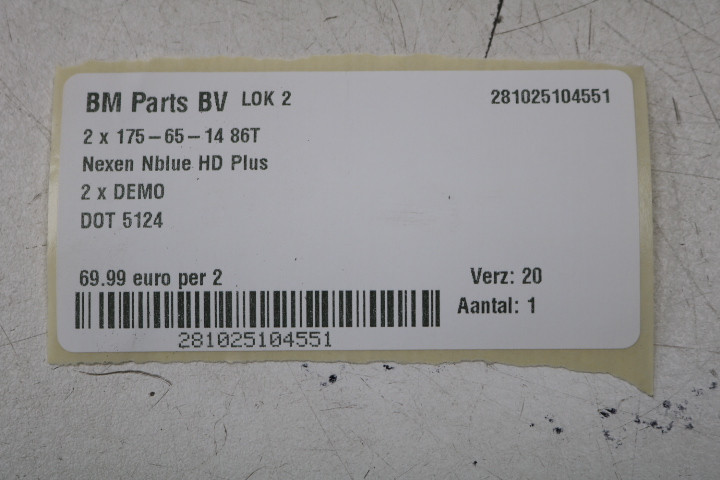 BM Parts BV LOK 2 281025104551
2 x 175-65-14 86T
Nexen Nblue HD Plus
2 x DEMO
DOT 5124
69.99 euro per 2 Verz: 20
Aantal: 1
281025104551